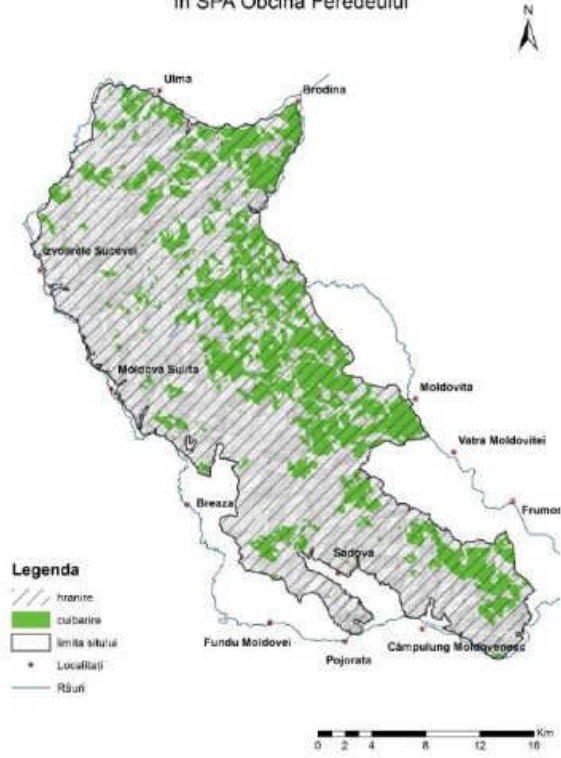 în SPA Obcina Feredeului
N
Ulma
Brodina
Izvoarele Sucevei
Moldova Sulita
Moldovita
Vatra Moldovitei
Breaza
Frumos
Sadova
Legenda
hranire
cuibarire
limita sitului
Localitați
Râuri
Fundu Moldovei
Câmpulung Moldovenesc
Pojorata
Km
0 2 4 8 12 16